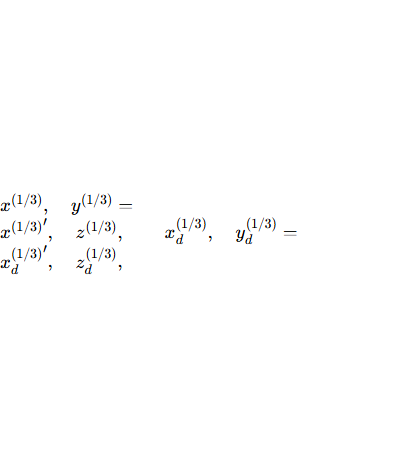 x^{(1/3)}, y^{(1/3)} =
x^{(1/3)′}, z^{(1/3)}, x_d^{(1/3)}, y_d^{(1/3)} =
x_d^{(1/3)′}, z_d^{(1/3)},